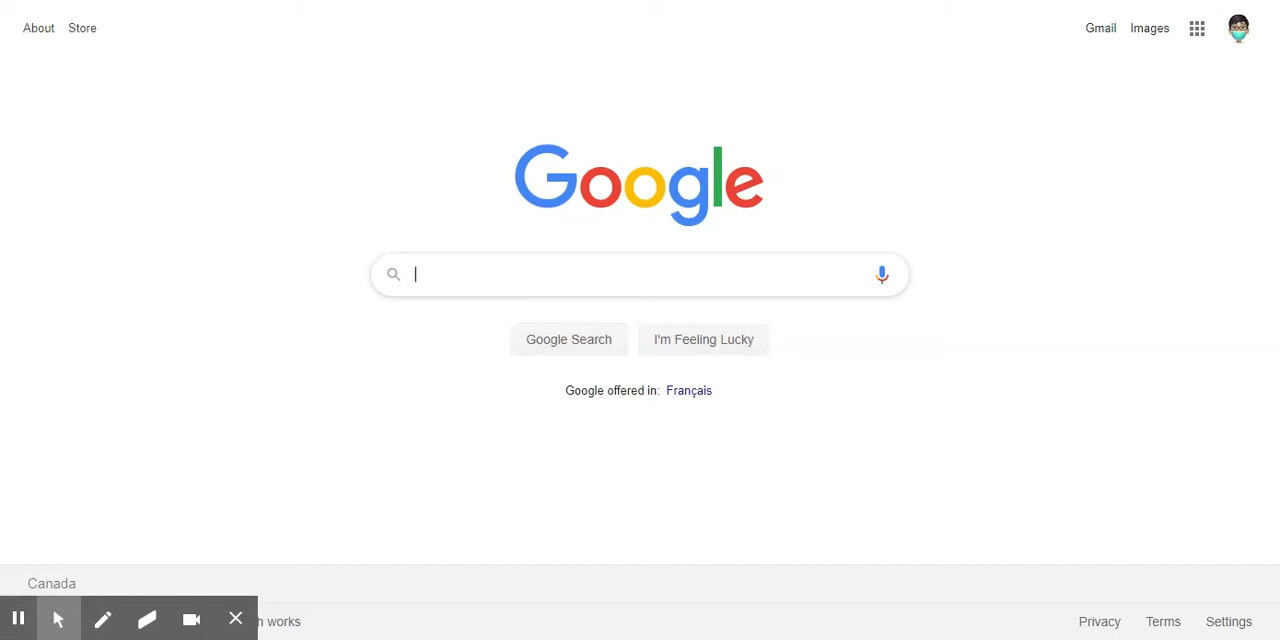 About Store
Gmail Images
Google
Google Search I'm Feeling Lucky
Google offered in: Français
Canada
works
Privacy Terms Settings